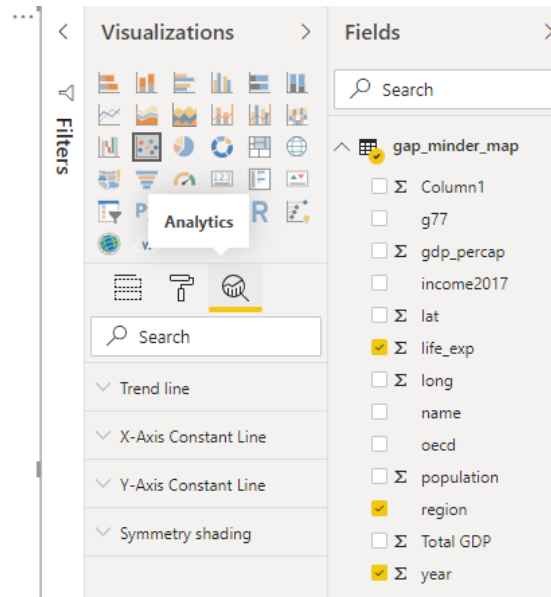 Visualizations
Fields
Search
Filters
gap_minder_map
Σ Column1
g77
Σ gdp_percap
income2017
Σ lat
Σ life_exp
Σ long
name
oecd
Σ population
region
Σ Total GDP
Σ year
123
R
P
Analytics
Search
Trend line
X-Axis Constant Line
Y-Axis Constant Line
Symmetry shading